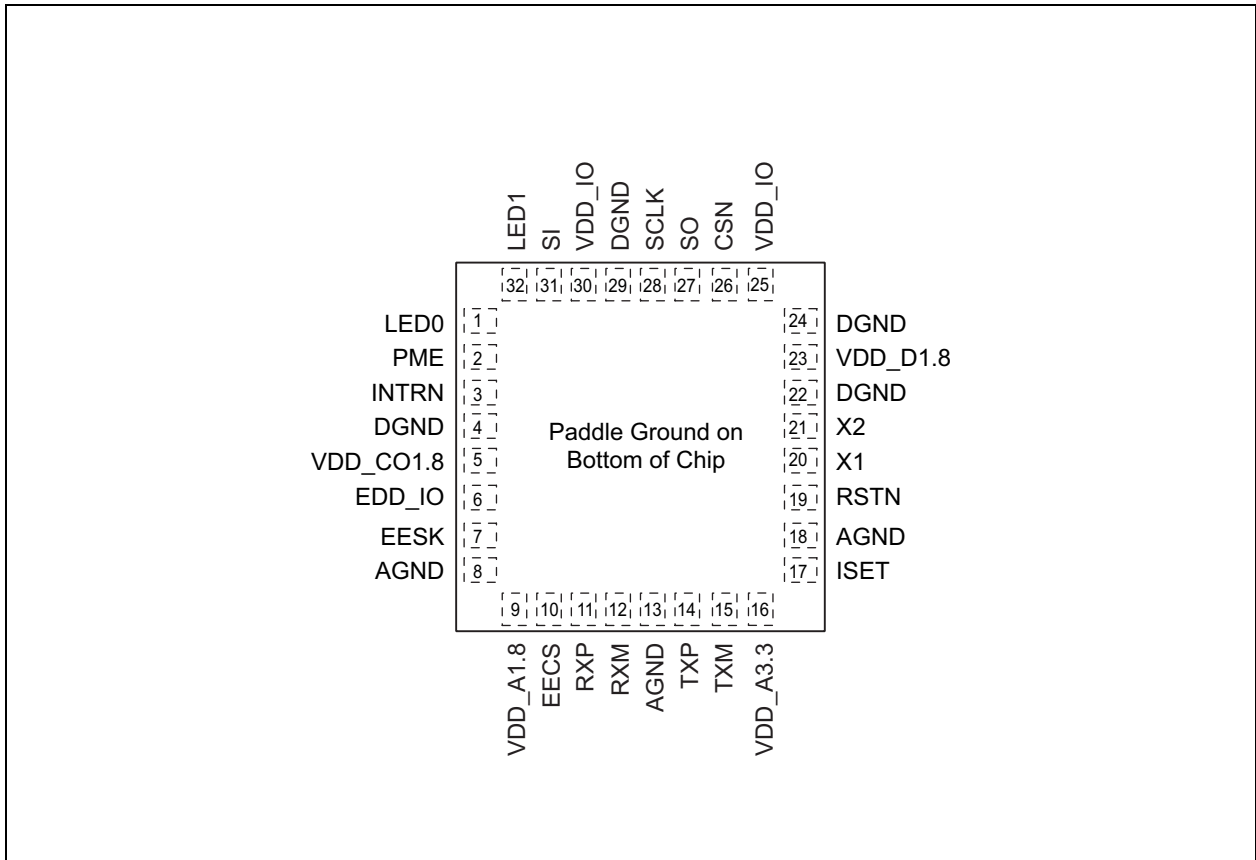 LED1
SI
VDD_IO
DGND
SCLK
SO
CSN
VDD_IO
32
31
30
29
28
27
26
25
LED0
1
PME
2
INTRN
3
DGND
4
VDD_CO1.8
5
EDD_IO
6
EESK
7
AGND
8
Paddle Ground on
Bottom of Chip
24
DGND
23
VDD_D1.8
22
DGND
21
X2
20
X1
19
RSTN
18
AGND
17
ISET
9
10
11
12
13
14
15
16
VDD_A1.8
EECS
RXP
RXM
AGND
TXP
TXM
VDD_A3.3